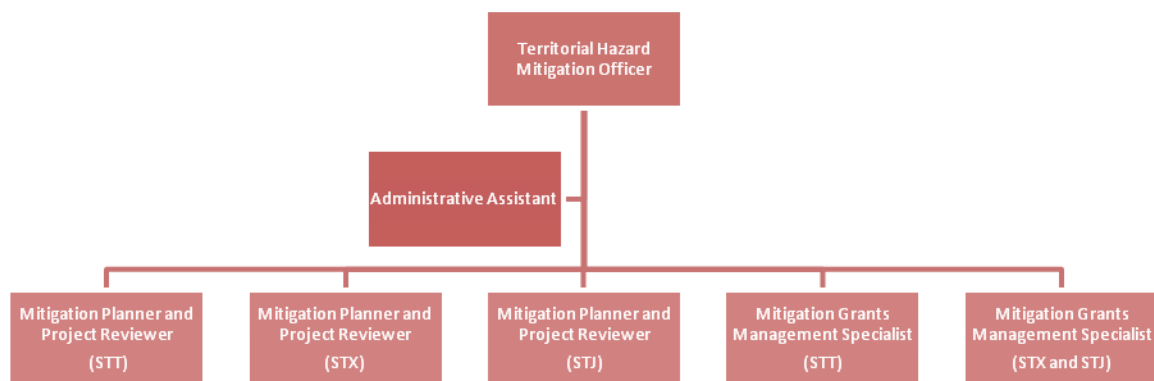 Territorial Hazard
Mitigation Officer
Administrative Assistant
Mitigation Planner and
Project Reviewer
(STT)
Mitigation Planner and
Project Reviewer
(STX)
Mitigation Planner and
Project Reviewer
(STJ)
Mitigation Grants
Management Specialist
(STT)
Mitigation Grants
Management Specialist
(STX and STJ)